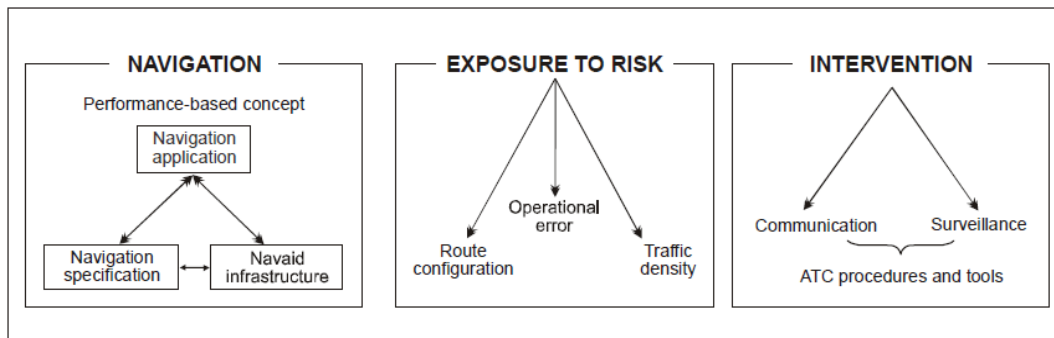 NAVIGATION
Performance-based concept
Navigation
application
Navigation
specification
Navaid
infrastructure
EXPOSURE TO RISK
Operational
error
Route
configuration
Traffic
density
INTERVENTION
Communication
Surveillance
ATC procedures and tools